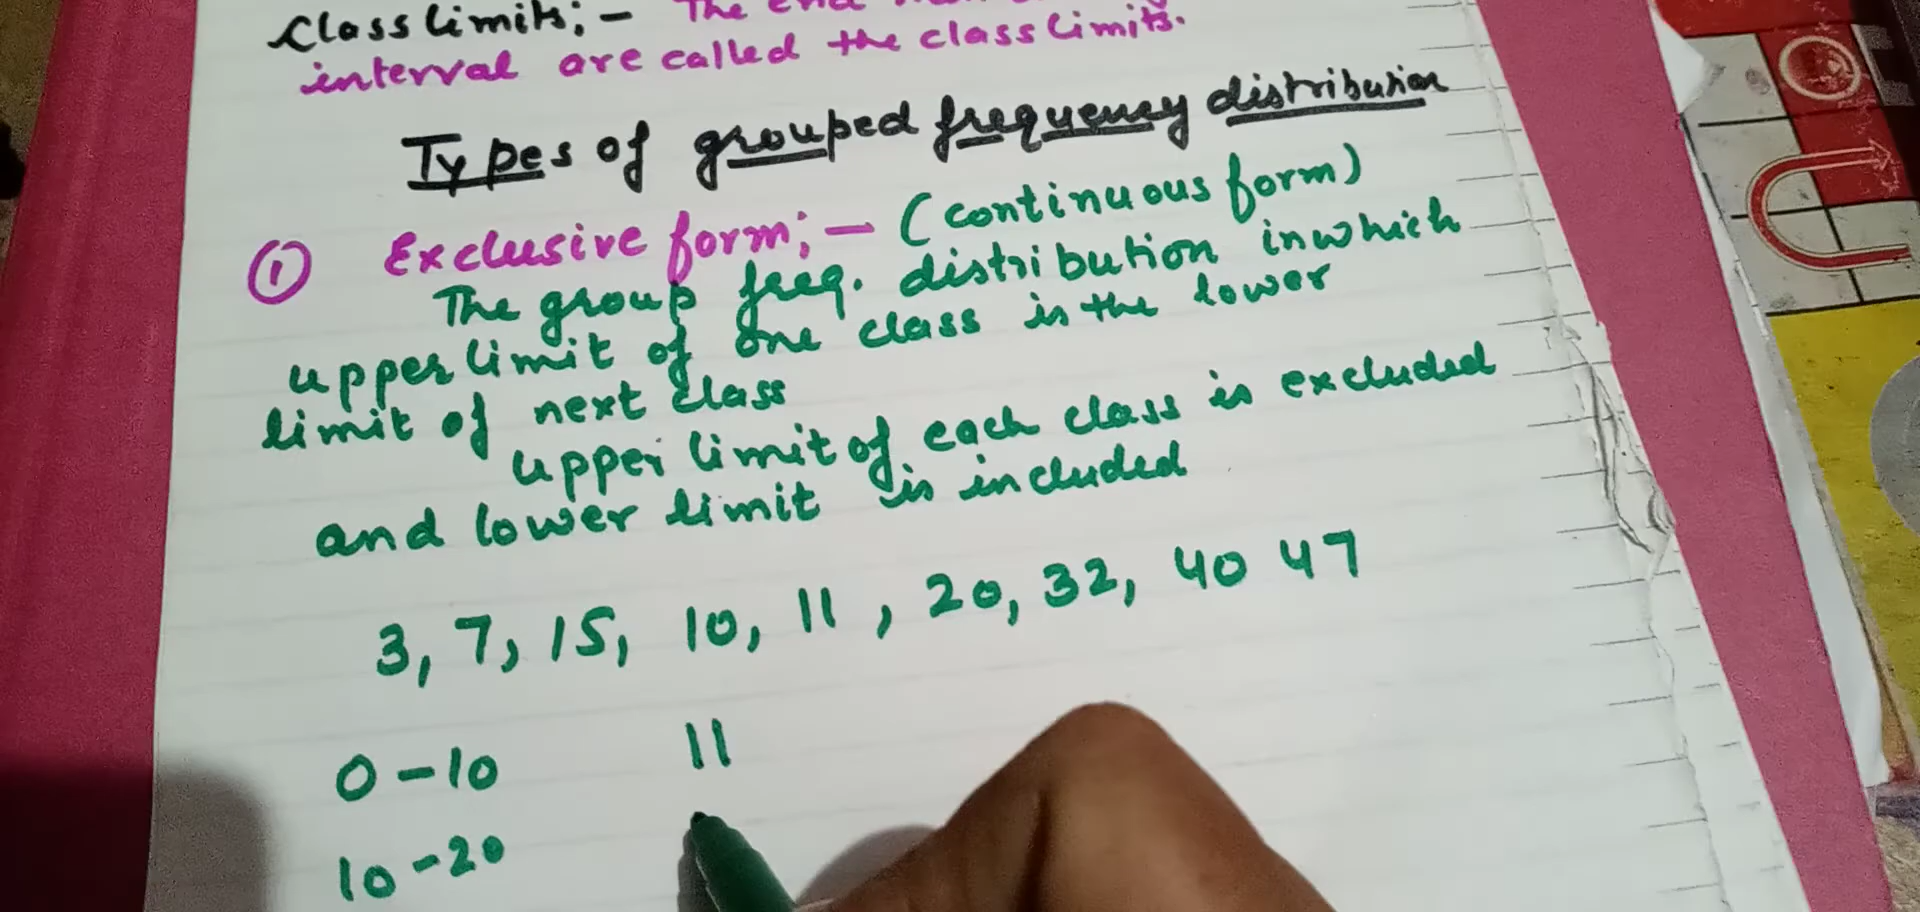 Class limits:- The
interval are called the class limits.
Types of grouped frequency distribution
① Exclusive form:- (continuous form)
The group freq. distribution in which
upper limit of one class is the lower
limit of next class
upper limit of each class is excluded
and lower limit is included
3, 7, 15, 10, 11, 20, 32, 40 47
0-10 11
10-20